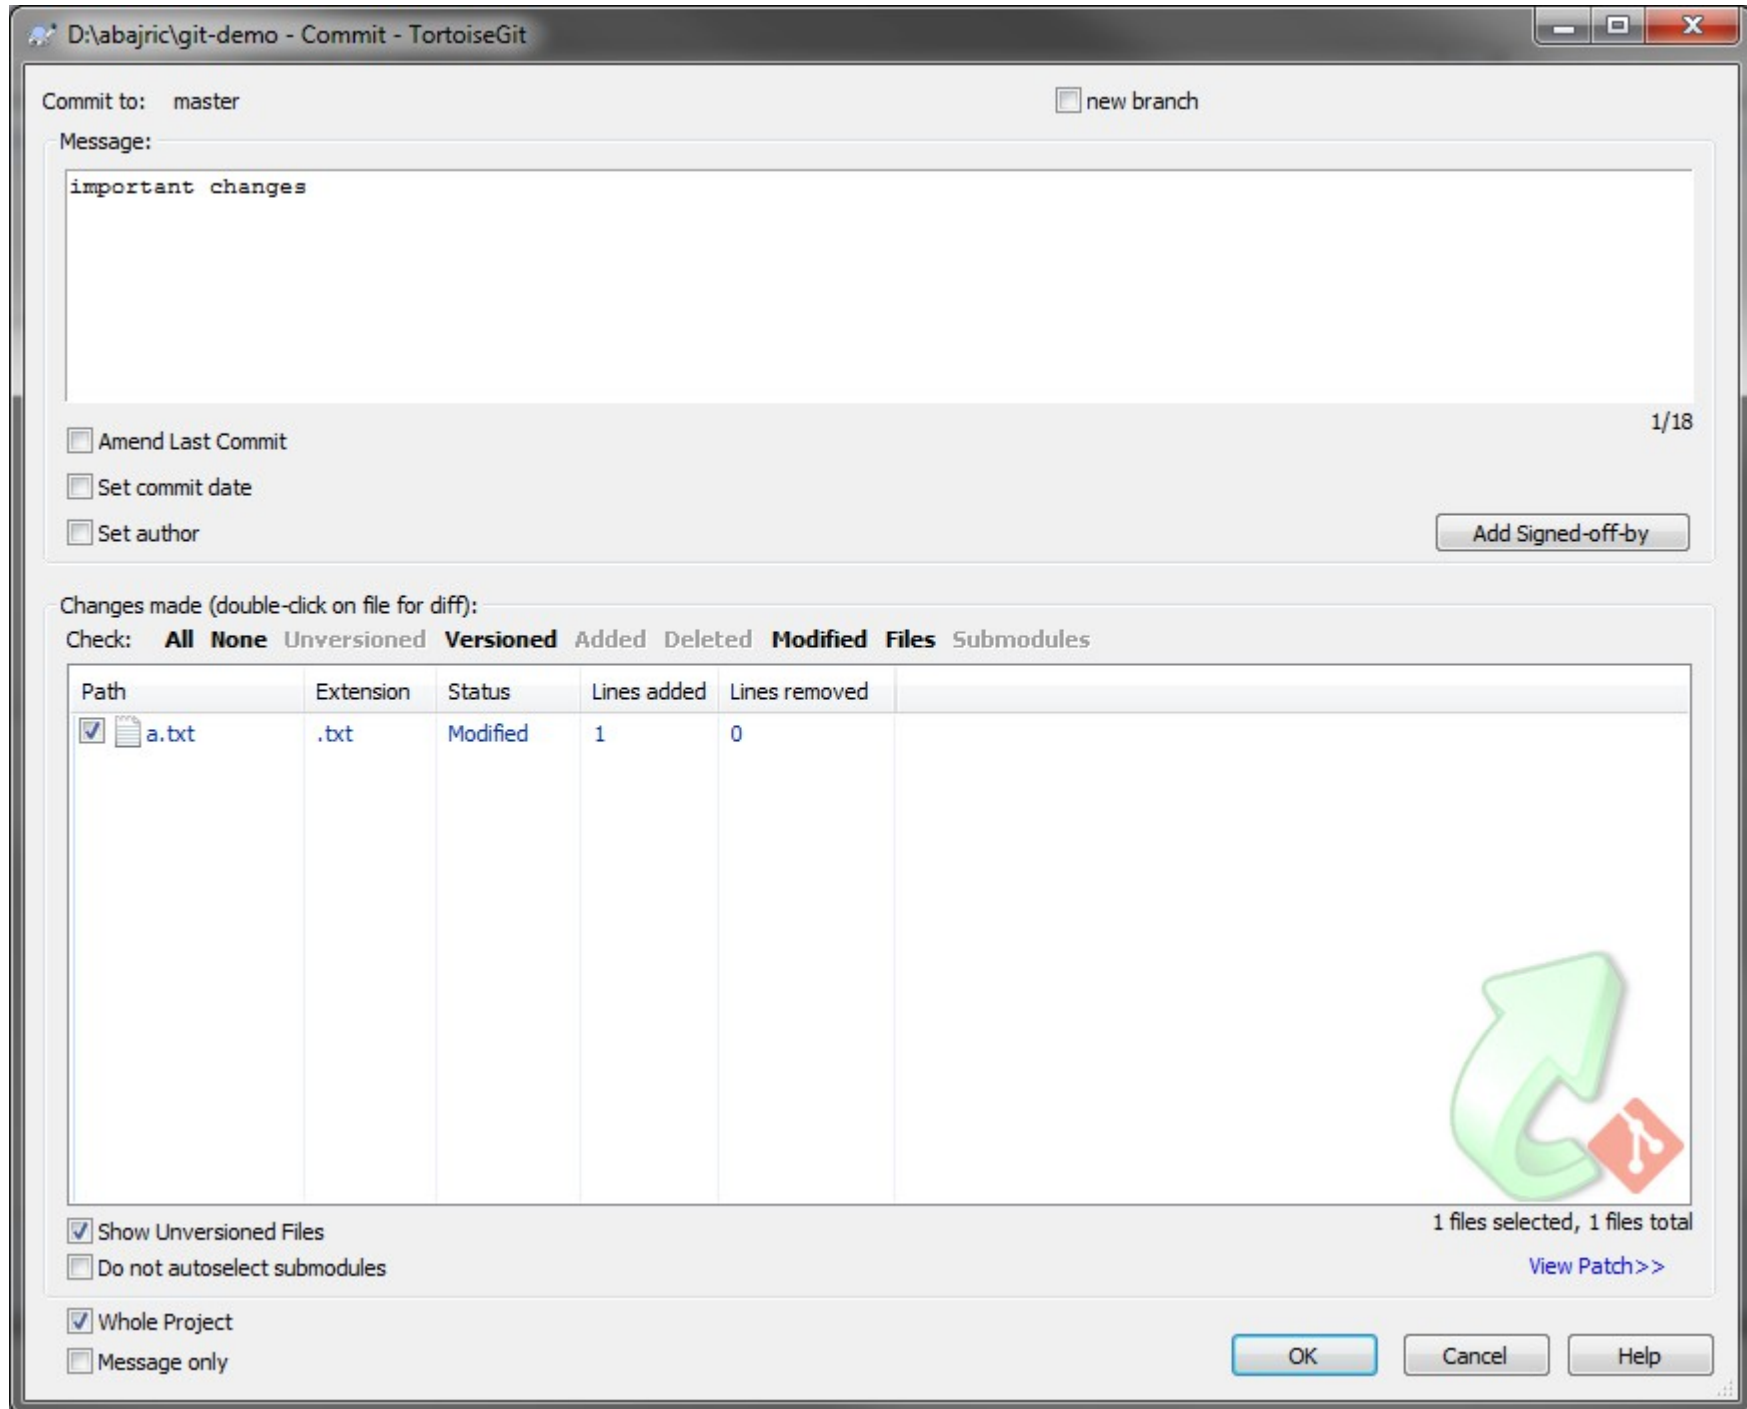 D:\abajric\git-demo - Commit - TortoiseGit
Commit to: master
new branch
Message:
important changes
1/18
Amend Last Commit
Set commit date
Set author
Add Signed-off-by
Changes made (double-click on file for diff):
Check: All None Unversioned Versioned Added Deleted Modified Files Submodules
Path Extension Status Lines added Lines removed
a.txt .txt Modified 1 0
Show Unversioned Files
1 files selected, 1 files total
Do not autoselect submodules
View Patch>>
Whole Project
Message only
OK Cancel Help